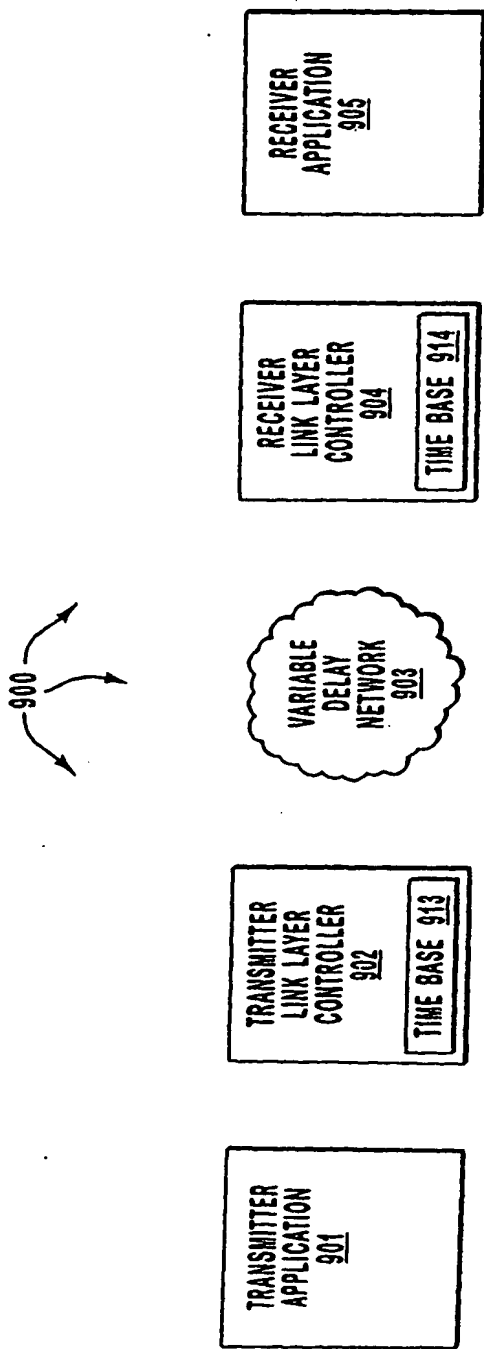 900
TRANSMITTER
APPLICATION
901
TRANSMITTER
LINK LAYER
CONTROLLER
902
TIME BASE 913
VARIABLE
DELAY
NETWORK
903
RECEIVER
LINK LAYER
CONTROLLER
904
TIME BASE 914
RECEIVER
APPLICATION
905